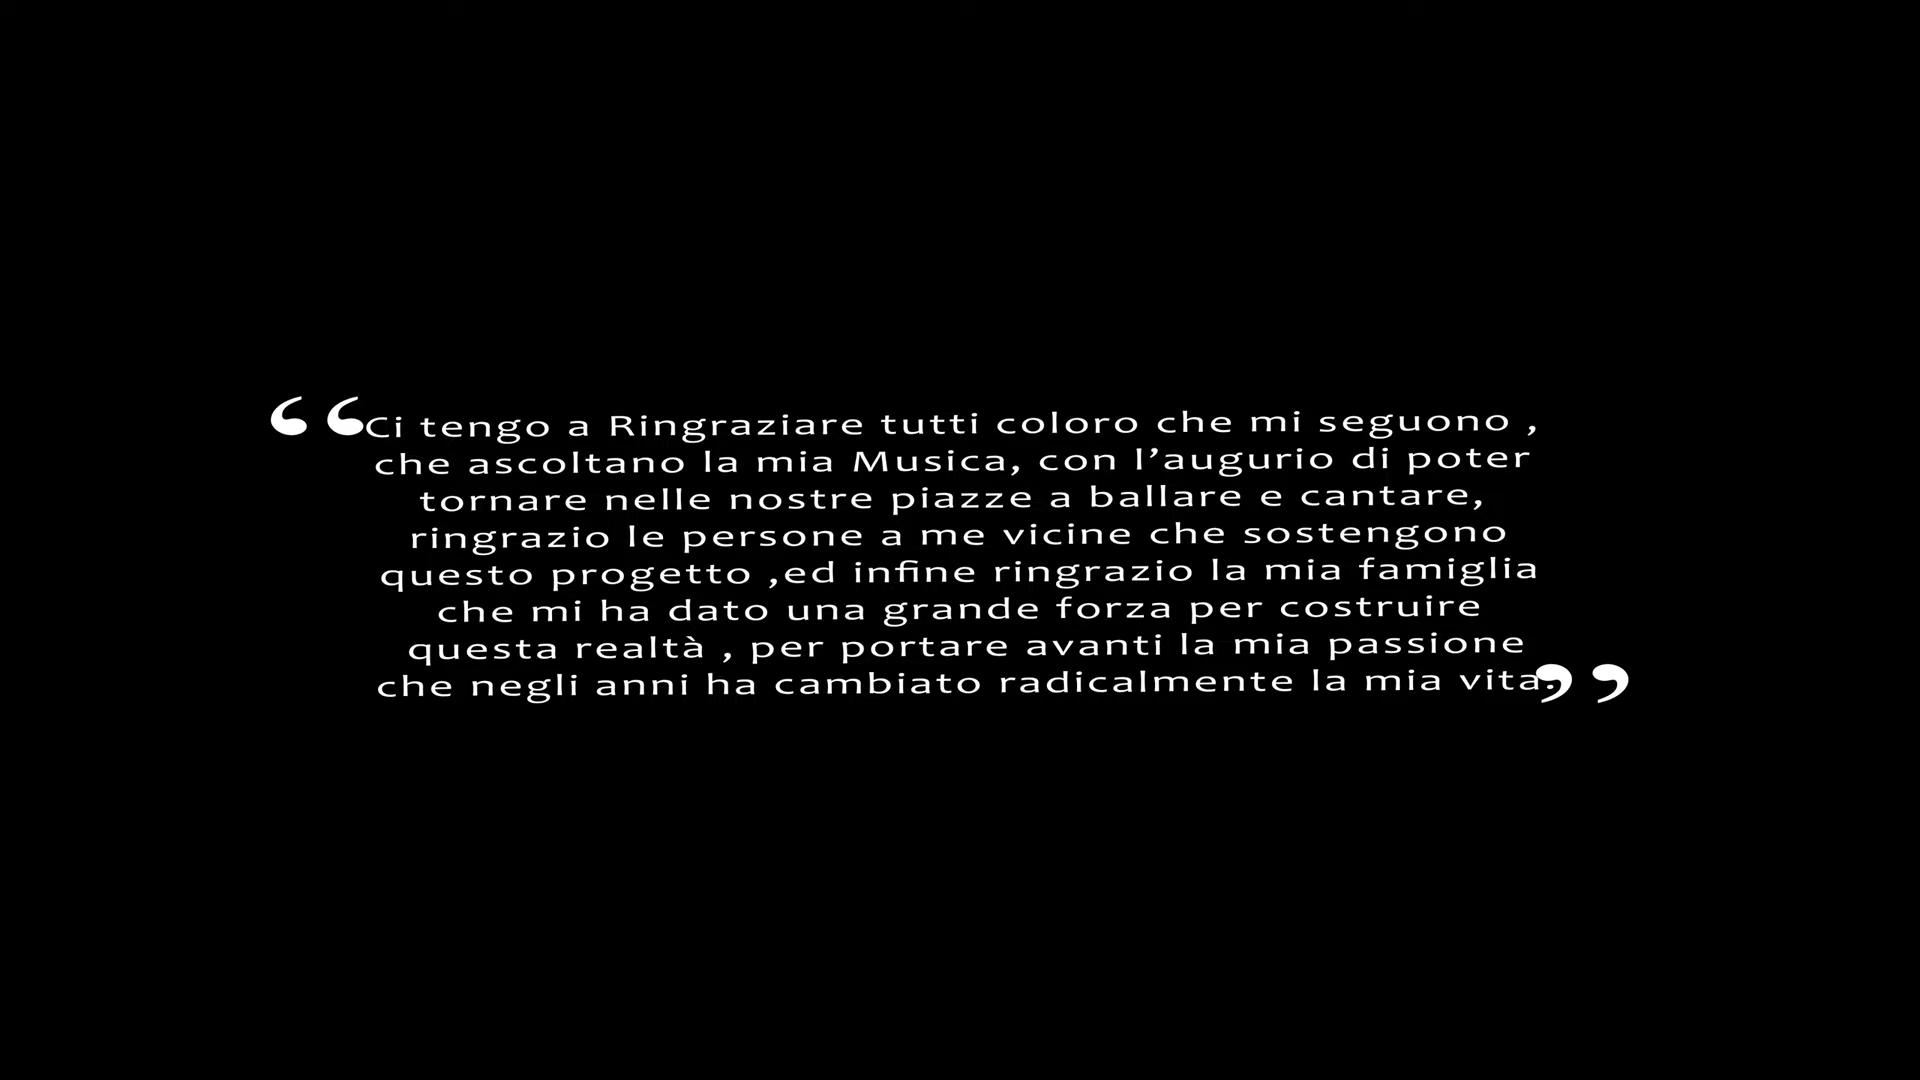 “Ci tengo a Ringraziare tutti coloro che mi seguono ,
che ascoltano la mia Musica, con l’augurio di poter
tornare nelle nostre piazze a ballare e cantare,
ringrazio le persone a me vicine che sostengono
questo progetto ,ed infine ringrazio la mia famiglia
che mi ha dato una grande forza per costruire
questa realtà , per portare avanti la mia passione
che negli anni ha cambiato radicalmente la mia vita.”